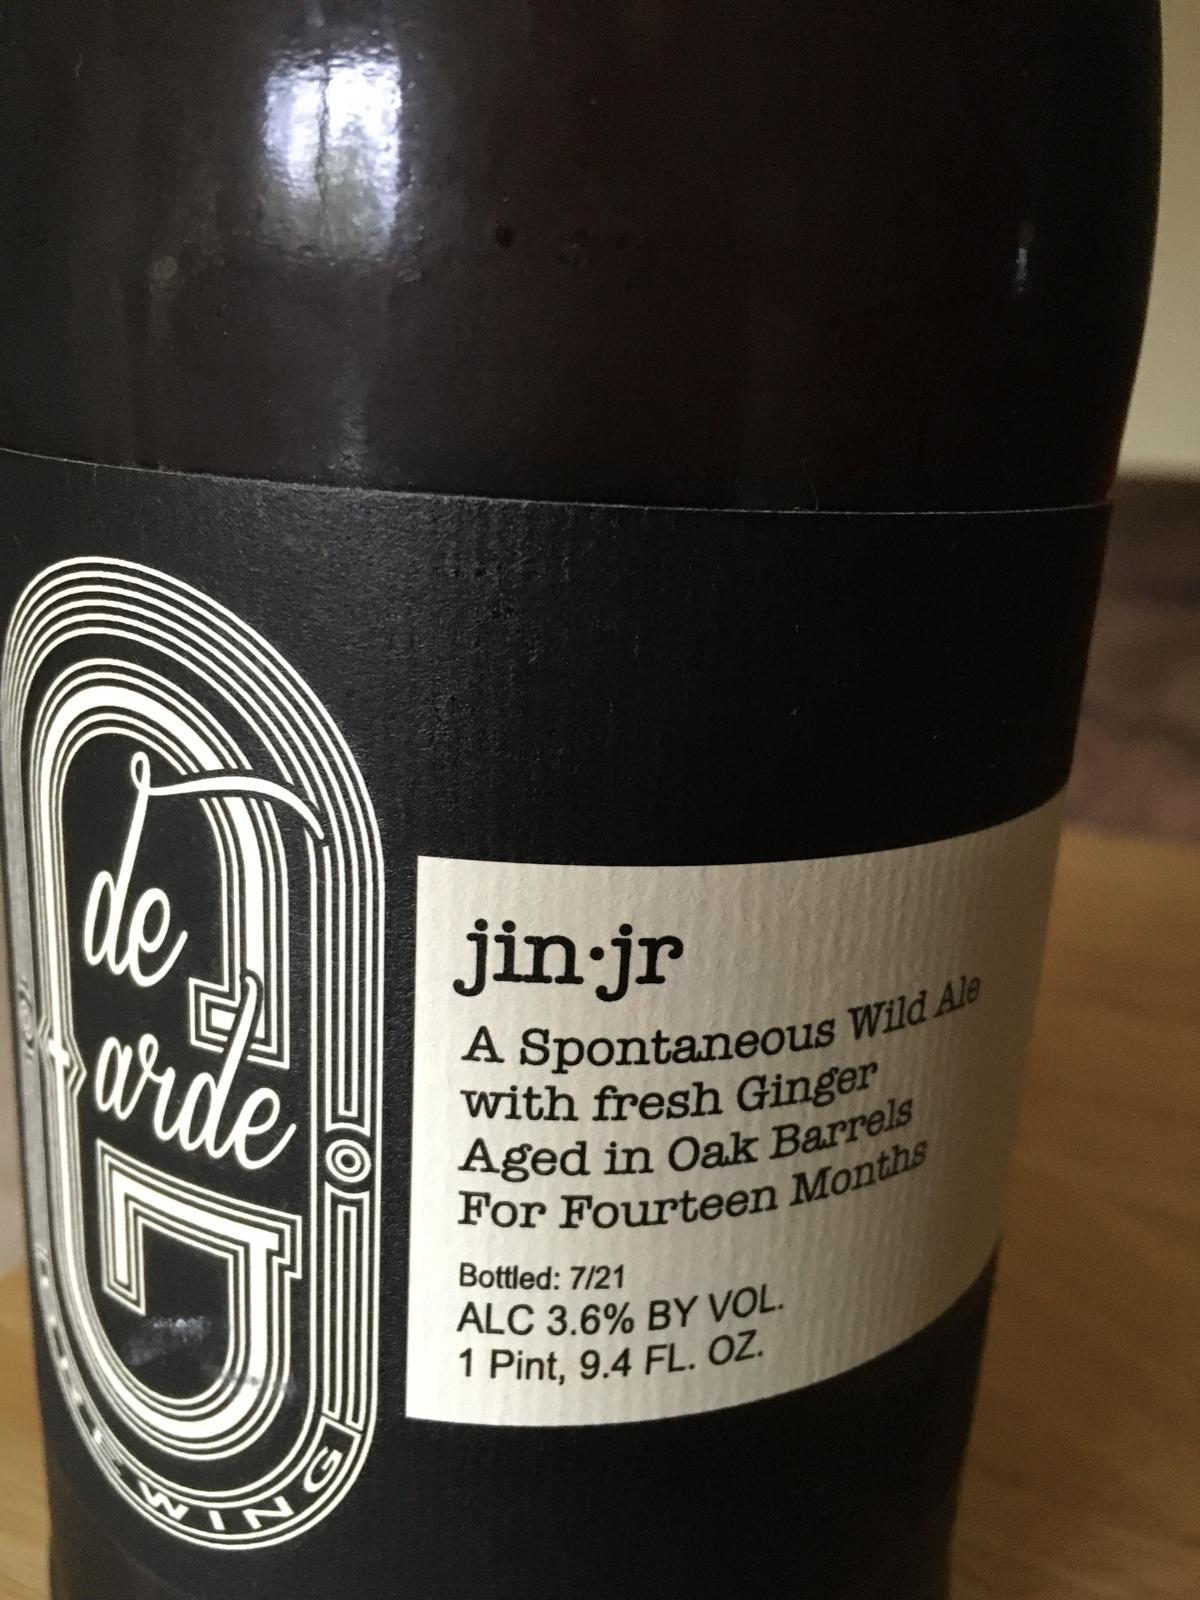 de
Garde
BREWING
jin·jr
A Spontaneous Wild Ale
with fresh Ginger
Aged in Oak Barrels
For Fourteen Months
Bottled: 7/21
ALC 3.6% BY VOL.
1 Pint, 9.4 FL. OZ.